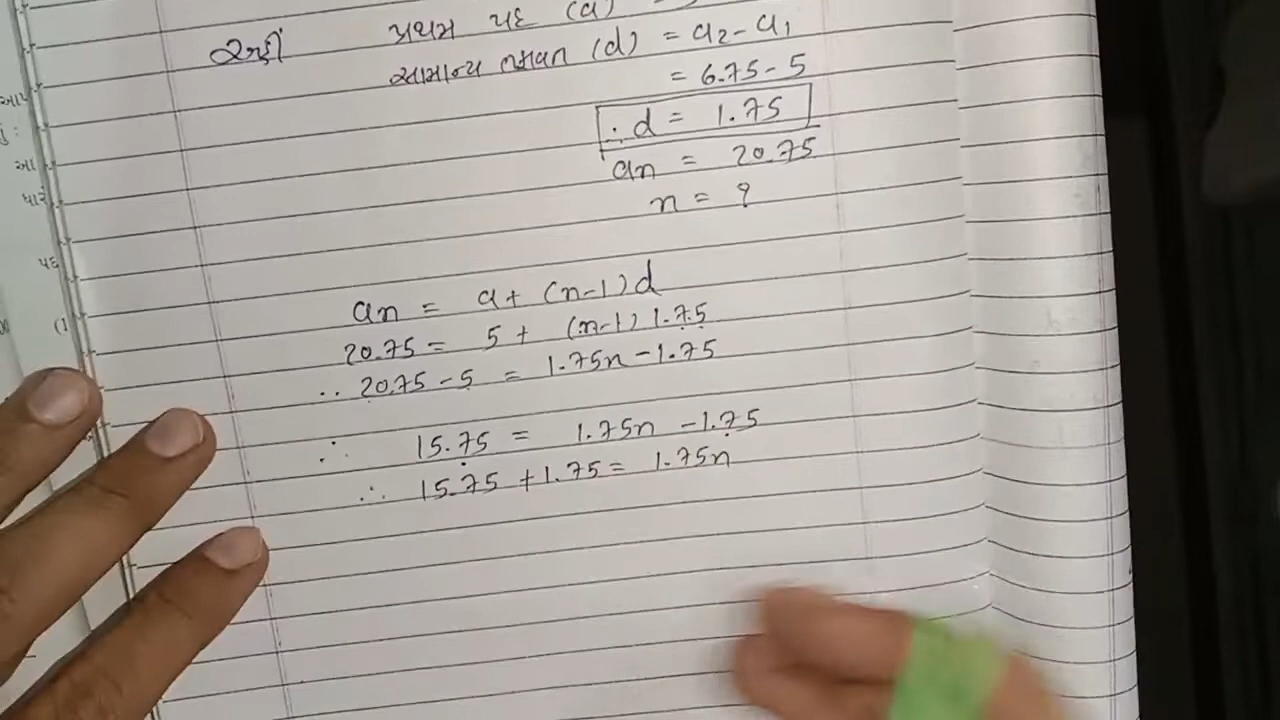 અહીં પ્રથમ પદ (a)
સામાન્ય તફાવત (d) = a2 - a1
= 6.75 - 5
∴ d = 1.75
an = 20.75
n = ?
an = a + (n-1) d
20.75 = 5 + (n-1) 1.75
∴ 20.75 - 5 = 1.75n - 1.75
∴ 15.75 = 1.75n - 1.75
∴ 15.75 + 1.75 = 1.75n
પદ
(1